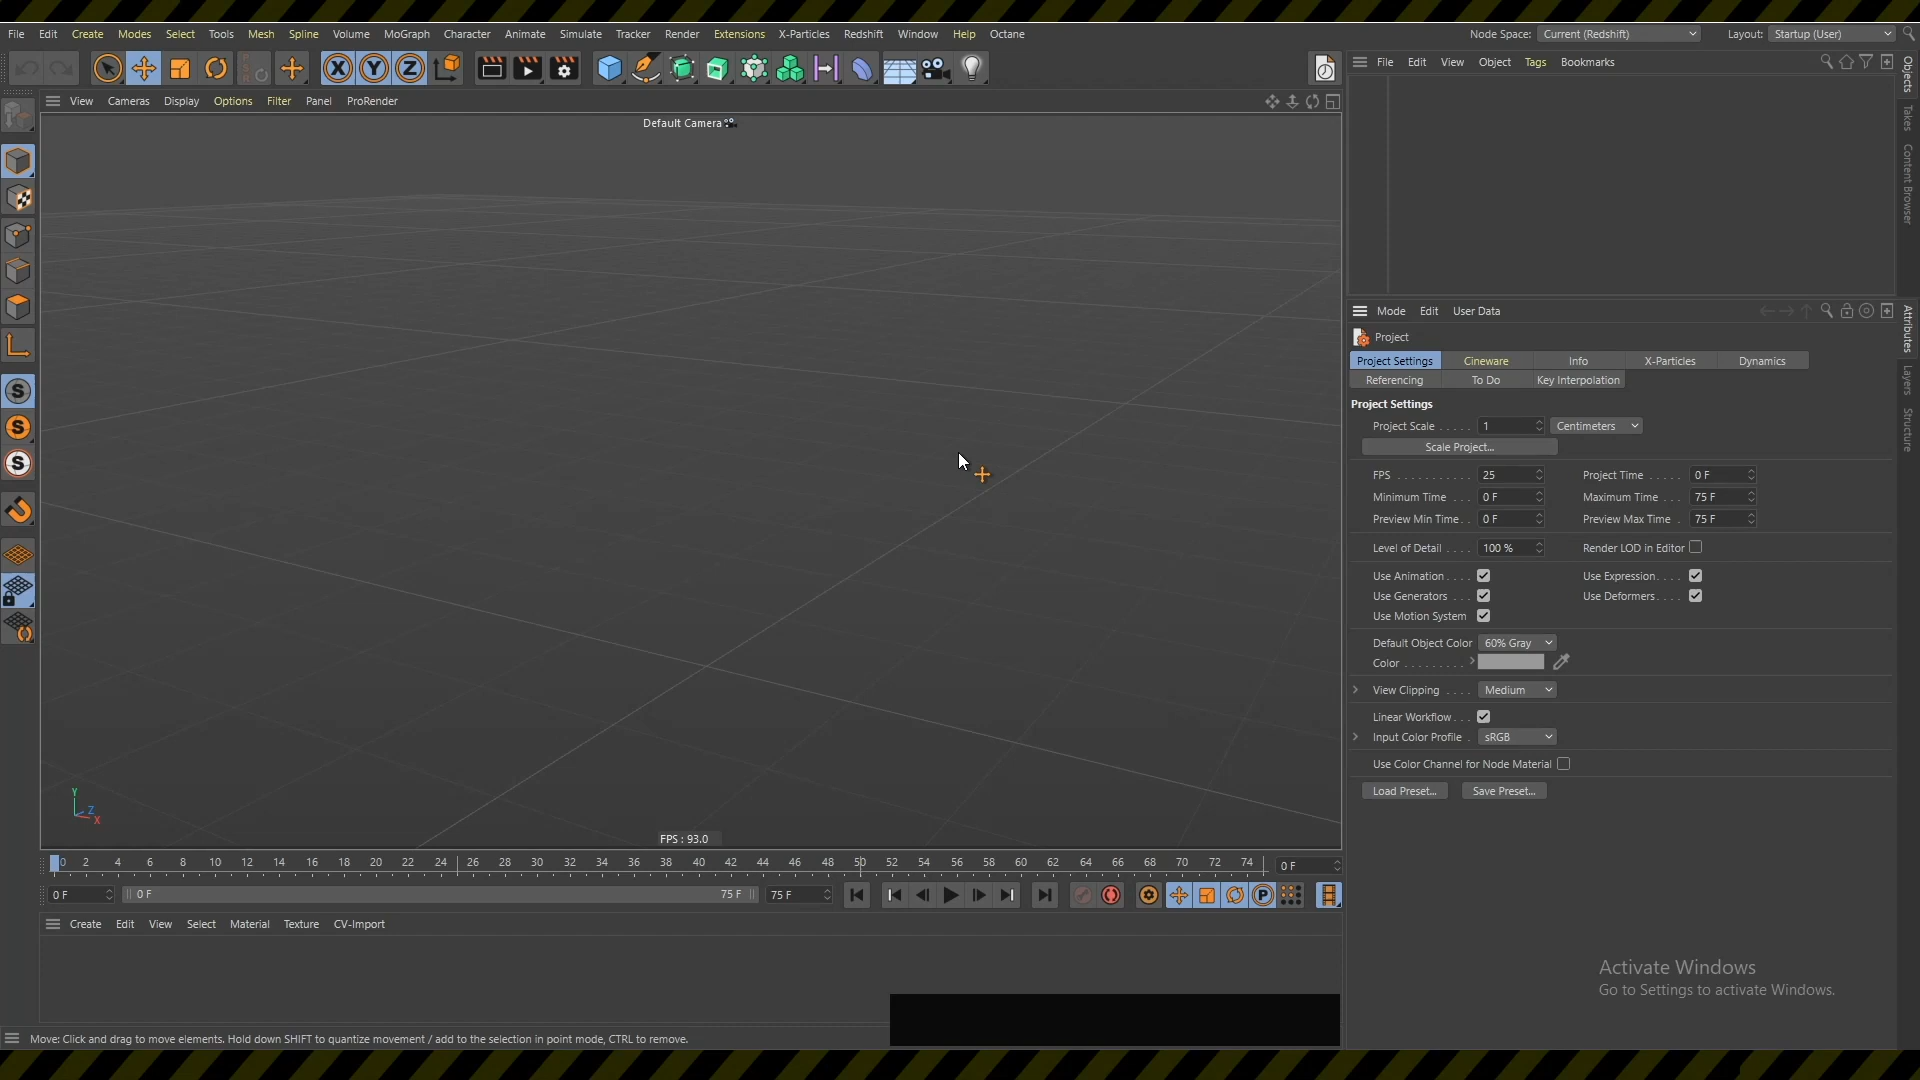 File Edit Create Modes Select Tools Mesh Spline Volume MoGraph Character Animate Simulate Tracker Render Extensions X-Particles Redshift Window Help Octane Node Space: Current (Redshift) Layout: Startup (User)
X Y Z
File Edit View Object Tags Bookmarks
View Cameras Display Options Filter Panel ProRender
Default Camera
Objects
Takes
Content Browser
Mode Edit User Data
Attributes
Layers
Structure
Project
Project Settings Cineware Info X-Particles Dynamics
Referencing To Do Key Interpolation
Project Settings
Project Scale ..... 1 Centimeters
Scale Project...
FPS ........... 25 Project Time ..... 0 F
Minimum Time ... 0 F Maximum Time ... 75 F
Preview Min Time.. 0 F Preview Max Time . 75 F
Level of Detail .... 100 % Render LOD in Editor
Use Animation.... Use Expression....
Use Generators ... Use Deformers....
Use Motion System
Default Object Color 60% Gray
Color .........
View Clipping .... Medium
Linear Workflow...
Input Color Profile . sRGB
Use Color Channel for Node Material
Load Preset... Save Preset...
S
S
S
Y
Z
X
FPS : 93.0
0 2 4 6 8 10 12 14 16 18 20 22 24 26 28 30 32 34 36 38 40 42 44 46 48 50 52 54 56 58 60 62 64 66 68 70 72 74 0 F
0 F 0 F 75 F 75 F P
Create Edit View Select Material Texture CV-Import
Activate Windows
Go to Settings to activate Windows.
Move: Click and drag to move elements. Hold down SHIFT to quantize movement / add to the selection in point mode, CTRL to remove.